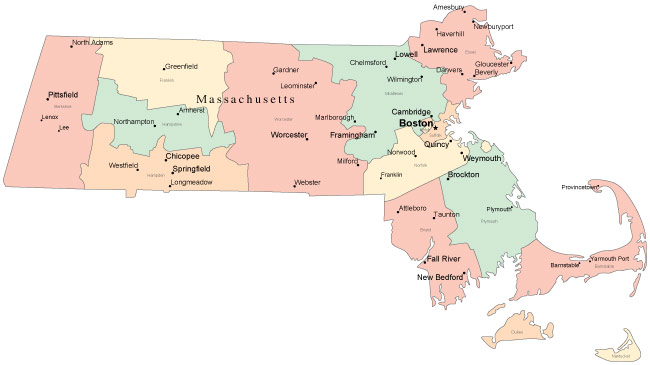 Amesbury
Newburyport
Haverhill
North Adams
Lawrence
Essex
Lowell
Greenfield
Franklin
Gardner
Chelmsford
Gloucester
Danvers
Beverly
Wilmington
Leominster
Pittsfield
Berkshire
Massachusetts
Middlesex
Lenox
Lee
Amherst
Northampton
Hampshire
Worcester
Marlborough
Cambridge
Boston
Suffolk
Worcester
Framingham
Quincy
Chicopee
Norwood
Norfolk
Weymouth
Milford
Westfield
Springfield
Hampden
Longmeadow
Webster
Franklin
Brockton
Provincetown
Attleboro
Taunton
Plymouth
Plymouth
Bristol
Fall River
New Bedford
Barnstable
Yarmouth Port
Barnstable
Dukes
Nantucket